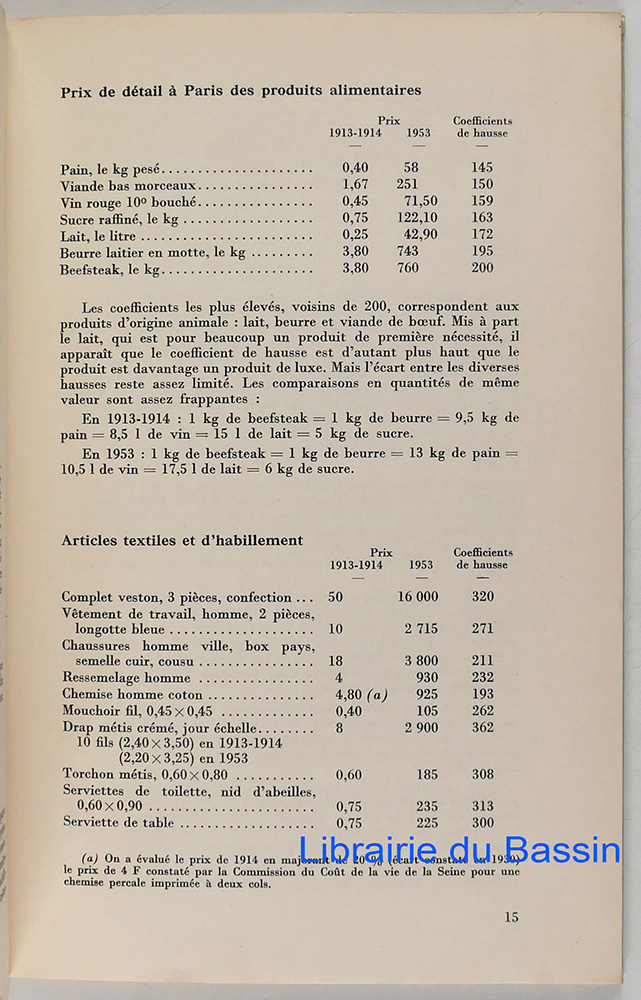 Prix de détail à Paris des produits alimentaires
Prix Coefficients
1913-1914 1953 de hausse
Pain, le kg pesé...................... 0,40 58 145
Viande bas morceaux................ 1,67 251 150
Vin rouge 10º bouché................ 0,45 71,50 159
Sucre raffiné, le kg .................. 0,75 122,10 163
Lait, le litre ........................ 0,25 42,90 172
Beurre laitier en motte, le kg ......... 3,80 743 195
Beefsteak, le kg...................... 3,80 760 200
Les coefficients les plus élevés, voisins de 200, correspondent aux
produits d'origine animale : lait, beurre et viande de bœuf. Mis à part
le lait, qui est pour beaucoup un produit de première nécessité, il
apparaît que le coefficient de hausse est d'autant plus haut que le
produit est davantage un produit de luxe. Mais l'écart entre les diverses
hausses reste assez limité. Les comparaisons en quantités de même
valeur sont assez frappantes :
En 1913-1914 : 1 kg de beefsteak = 1 kg de beurre = 9,5 kg de
pain = 8,5 l de vin = 15 l de lait = 5 kg de sucre.
En 1953 : 1 kg de beefsteak = 1 kg de beurre = 13 kg de pain =
10,5 l de vin = 17,5 l de lait = 6 kg de sucre.
Articles textiles et d'habillement
Prix Coefficients
1913-1914 1953 de hausse
Complet veston, 3 pièces, confection ... 50 16 000 320
Vêtement de travail, homme, 2 pièces,
longotte bleue .................... 10 2 715 271
Chaussures homme ville, box pays,
semelle cuir, cousu ................ 18 3 800 211
Ressemelage homme ................ 4 930 232
Chemise homme coton ............... 4,80 (a) 925 193
Mouchoir fil, 0,45 × 0,45 ............. 0,40 105 262
Drap métis crémé, jour échelle........ 8 2 900 362
10 fils (2,40 × 3,50) en 1913-1914
(2,20 × 3,25) en 1953
Torchon métis, 0,60 × 0,80 ........... 0,60 185 308
Serviettes de toilette, nid d'abeilles,
0,60 × 0,90 ....................... 0,75 235 313
Serviette de table ................... 0,75 225 300
(a) On a évalué le prix de 1914 en majorant de 20 % (écart constaté en 1930)
le prix de 4 F constaté par la Commission du Coût de la vie de la Seine pour une
chemise percale imprimée à deux cols.
Librairie du Bassin
15